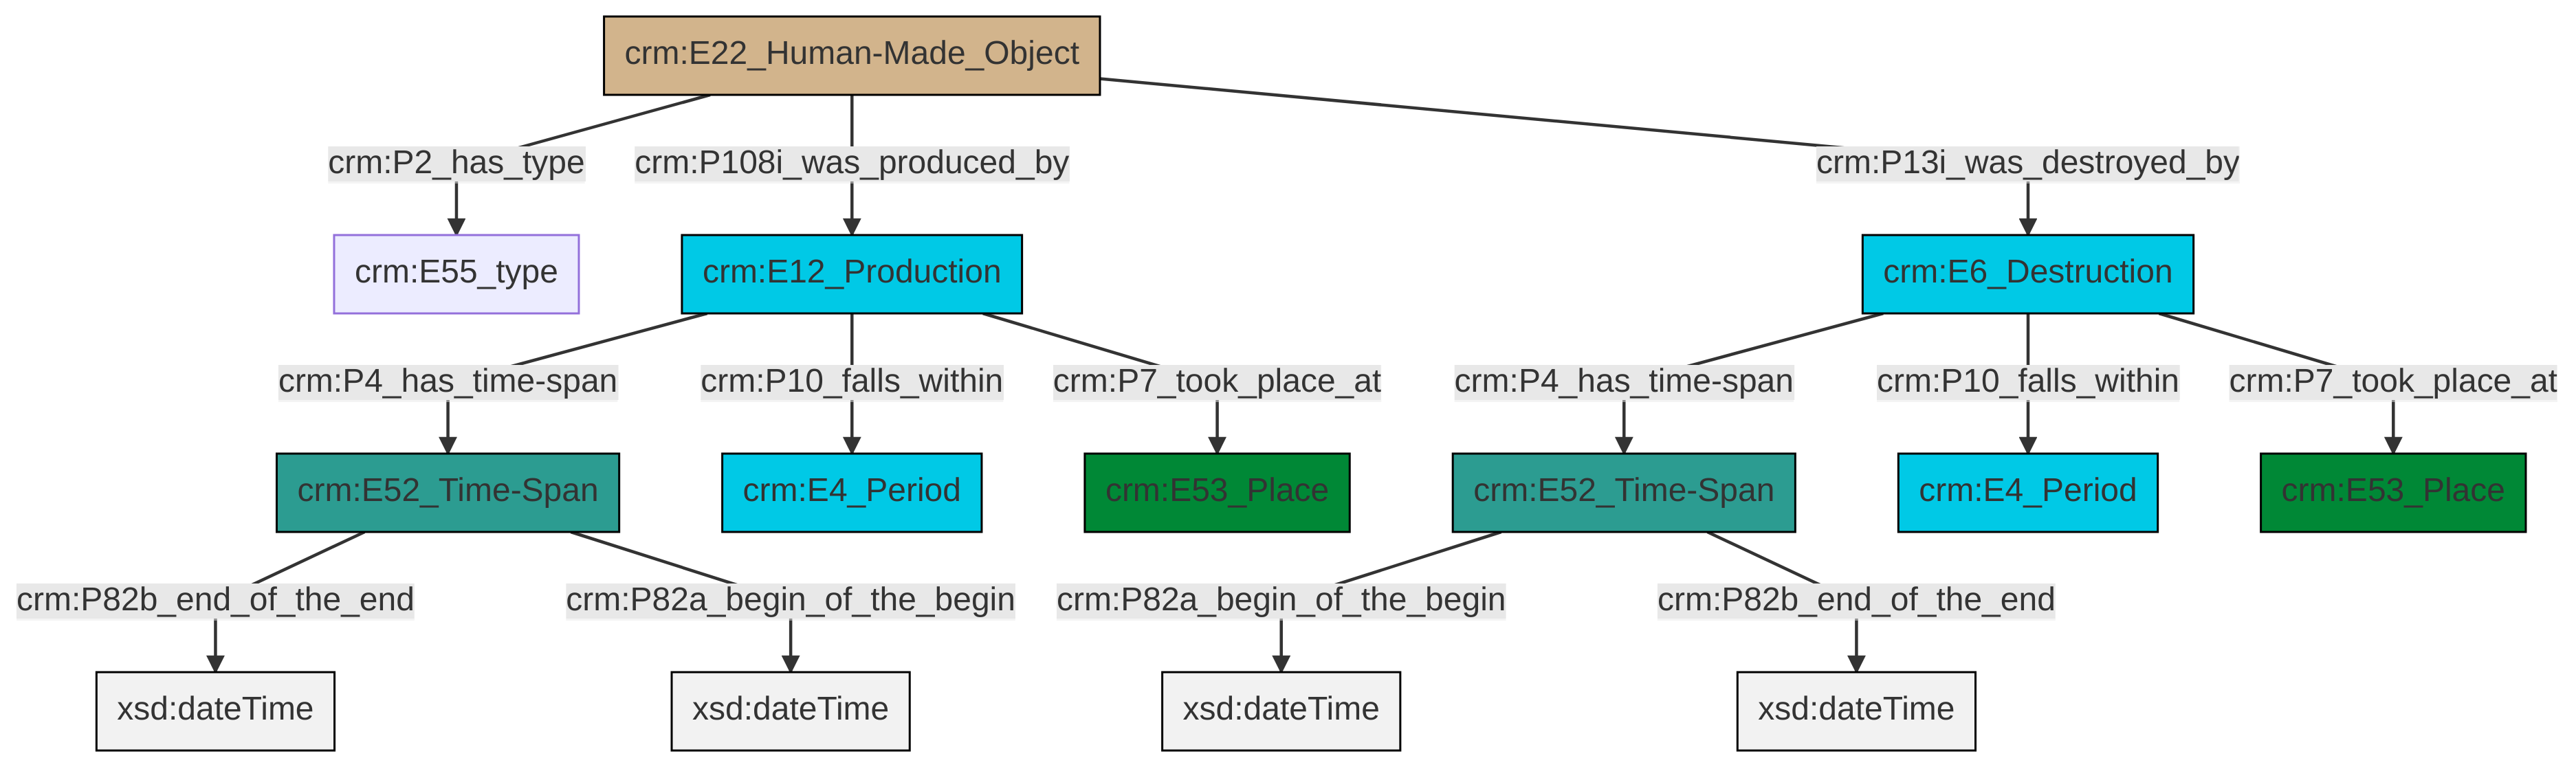 crm:E22_Human-Made_Object
crm:P2_has_type
crm:P108i_was_produced_by
crm:P13i_was_destroyed_by
crm:E55_type
crm:E12_Production
crm:E6_Destruction
crm:P4_has_time-span
crm:P10_falls_within
crm:P7_took_place_at
crm:P4_has_time-span
crm:P10_falls_within
crm:P7_took_place_at
crm:E52_Time-Span
crm:E4_Period
crm:E53_Place
crm:E52_Time-Span
crm:E4_Period
crm:E53_Place
crm:P82b_end_of_the_end
crm:P82a_begin_of_the_begin
crm:P82a_begin_of_the_begin
crm:P82b_end_of_the_end
xsd:dateTime
xsd:dateTime
xsd:dateTime
xsd:dateTime